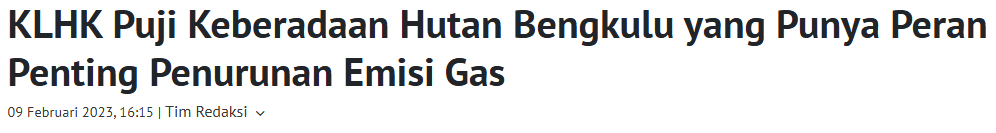 KLHK Puji Keberadaan Hutan Bengkulu yang Punya Peran
Penting Penurunan Emisi Gas
09 Februari 2023, 16:15 | Tim Redaksi